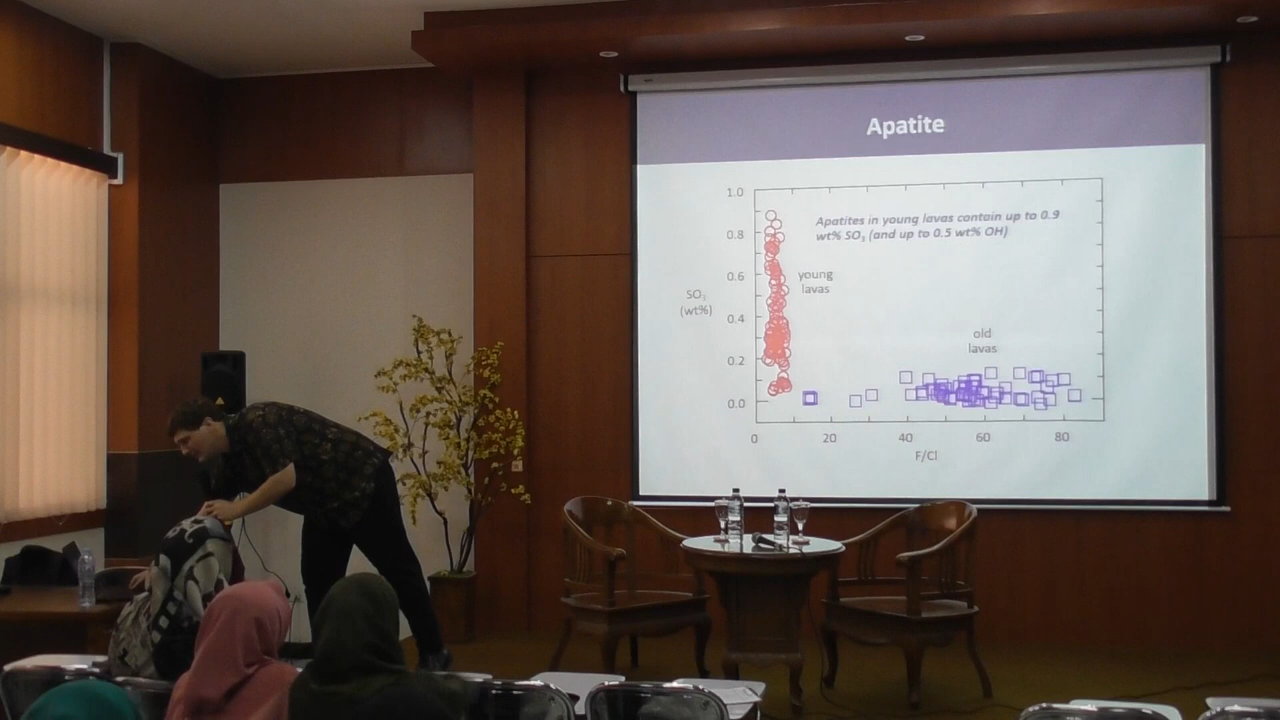 Apatite
1.0
Apatites in young lavas contain up to 0.9
wt% SO₃ (and up to 0.5 wt% OH)
0.8
young
lavas
0.6
SO₃
(wt%)
0.4
old
lavas
0.2
0.0
0 20 40 60 80
F/Cl